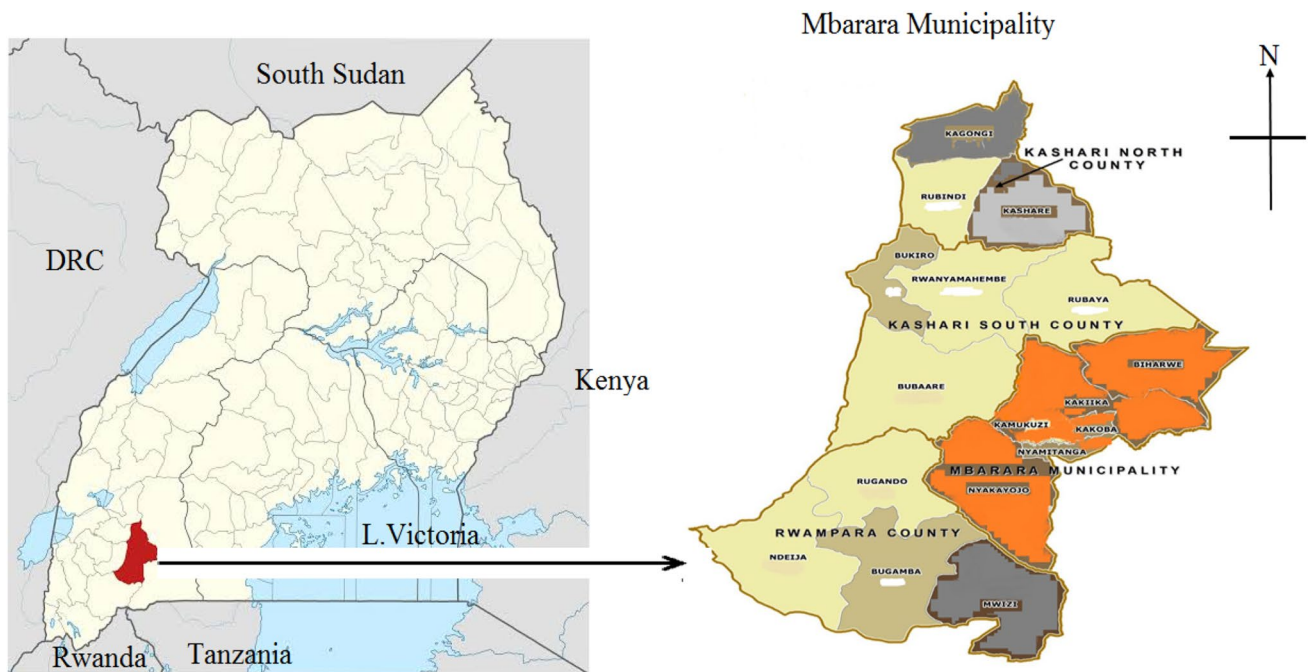 Mbarara Municipality
South Sudan
DRC
Kenya
L.Victoria
Rwanda
Tanzania
N
KAGONGI
KASHARI NORTH
COUNTY
RUBINDI
KASHARE
BUKIRO
RWANYAMAHEMBE
RUBAYA
KASHARI SOUTH COUNTY
BIHARWE
BUBAARE
KAKIIKA
KAMUKUZI
KAKOBA
NYAMITANGA
MBARARA MUNICIPALITY
RUGANDO
NYAKAYOJO
RWAMPARA COUNTY
NDEIJA
BUGAMBA
MWIZI